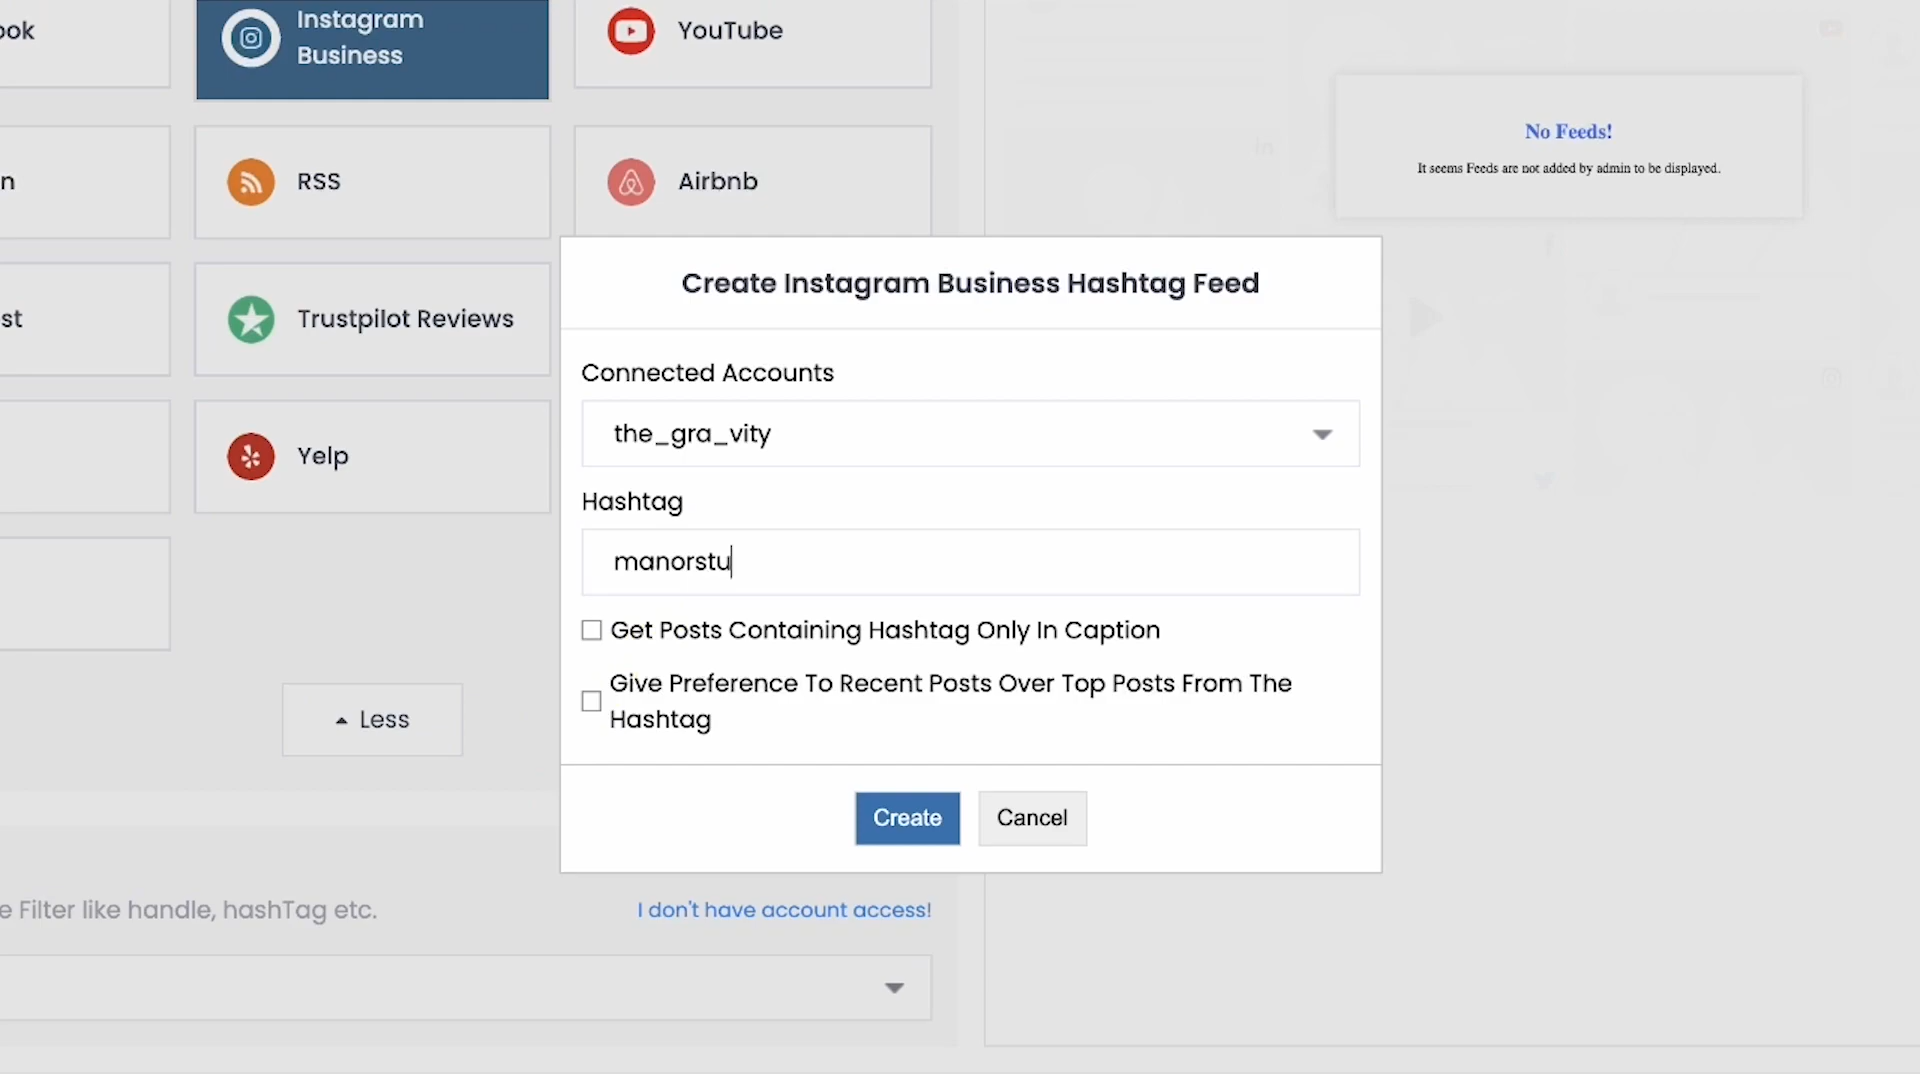 ook
Instagram
Business
YouTube
n
RSS
Airbnb
st
Trustpilot Reviews
Yelp
Less
e Filter like handle, hashTag etc.
I don't have account access!
No Feeds!
It seems Feeds are not added by admin to be displayed.
Create Instagram Business Hashtag Feed
Connected Accounts
the_gra_vity
Hashtag
manorstu
Get Posts Containing Hashtag Only In Caption
Give Preference To Recent Posts Over Top Posts From The
Hashtag
Create
Cancel